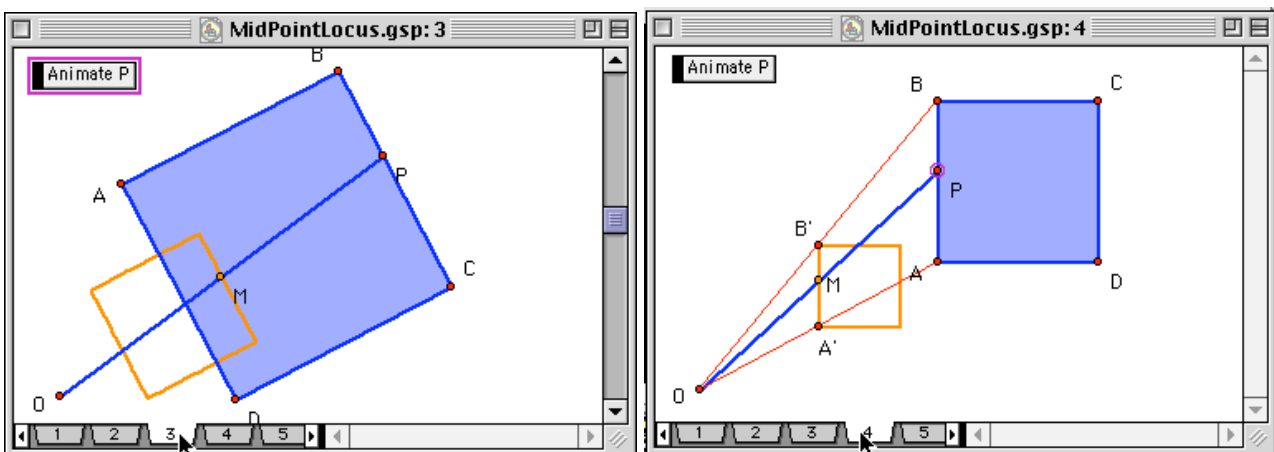 MidPointLocus.gsp: 3
Animate P
B
A
P
C
M
O
D
1 2 3 4 5
MidPointLocus.gsp: 4
Animate P
B
C
P
B'
A
M
D
A'
O
1 2 3 4 5